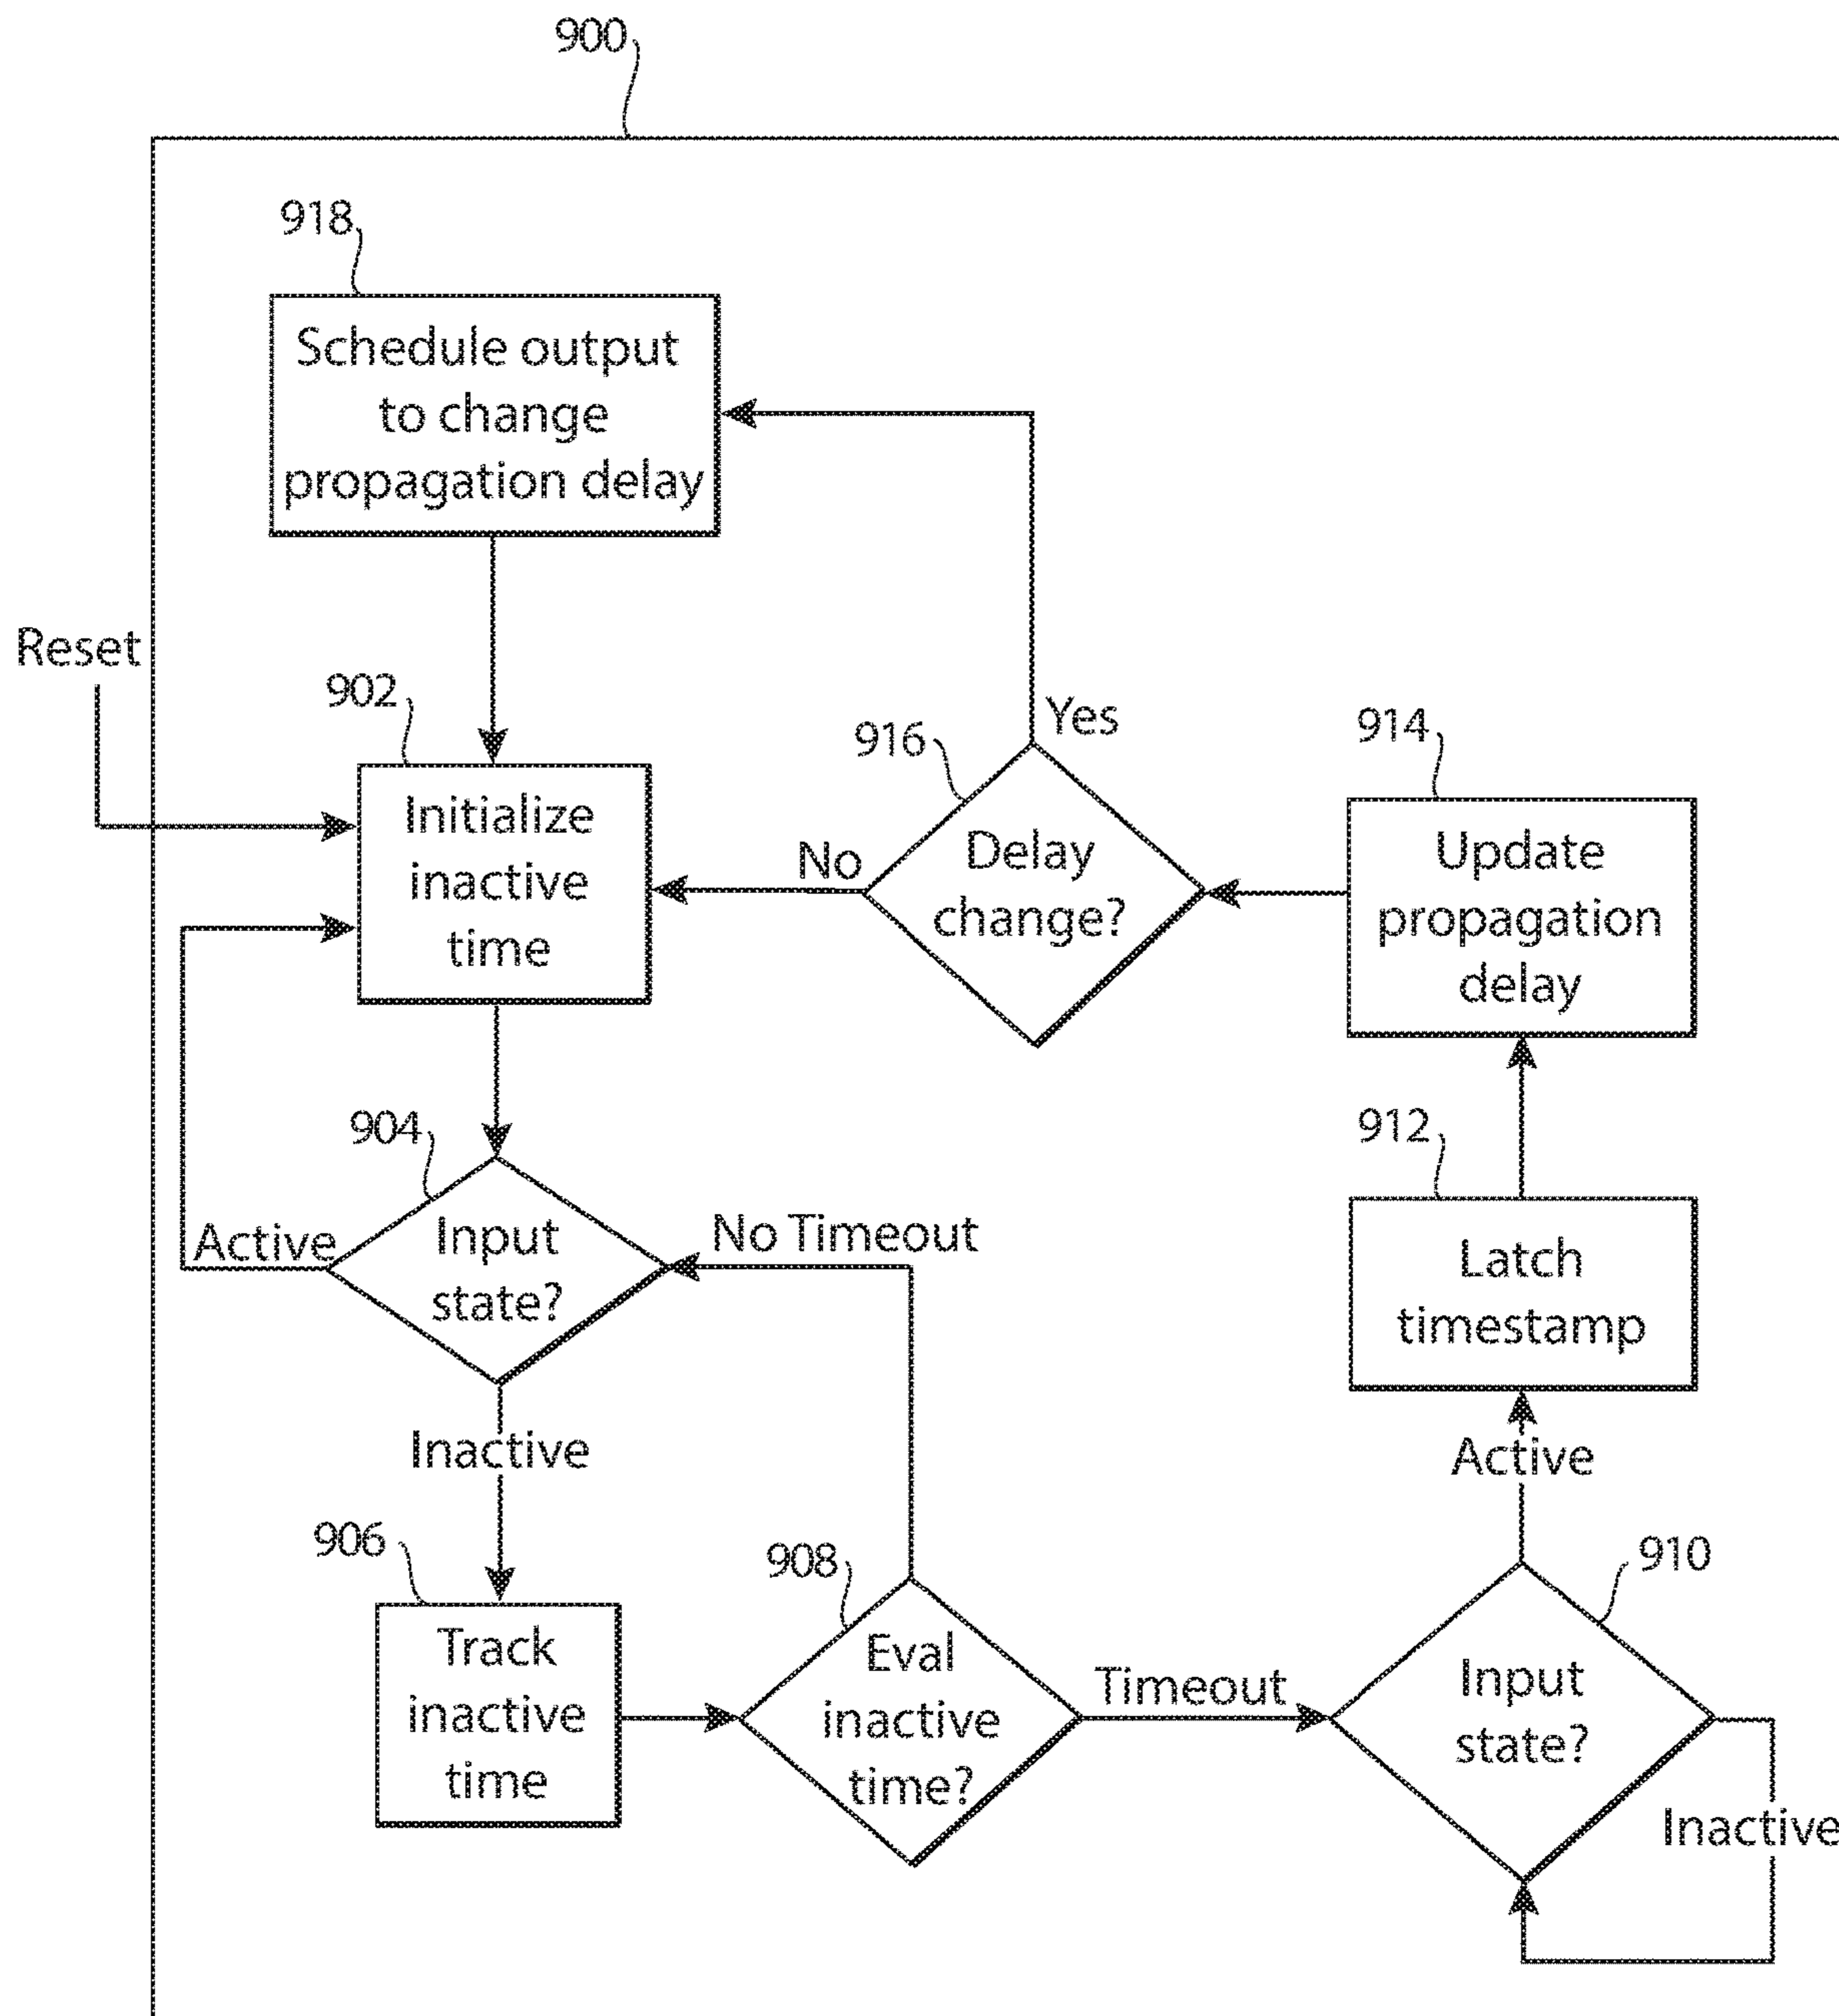 900
918
Schedule output
to change
propagation delay
Reset
902
Initialize
inactive
time
916
Yes
No
Delay
change?
914
Update
propagation
delay
904
Active
Input
state?
No Timeout
Inactive
912
Latch
timestamp
Active
906
Track
inactive
time
908
Eval
inactive
time?
Timeout
910
Input
state?
Inactive